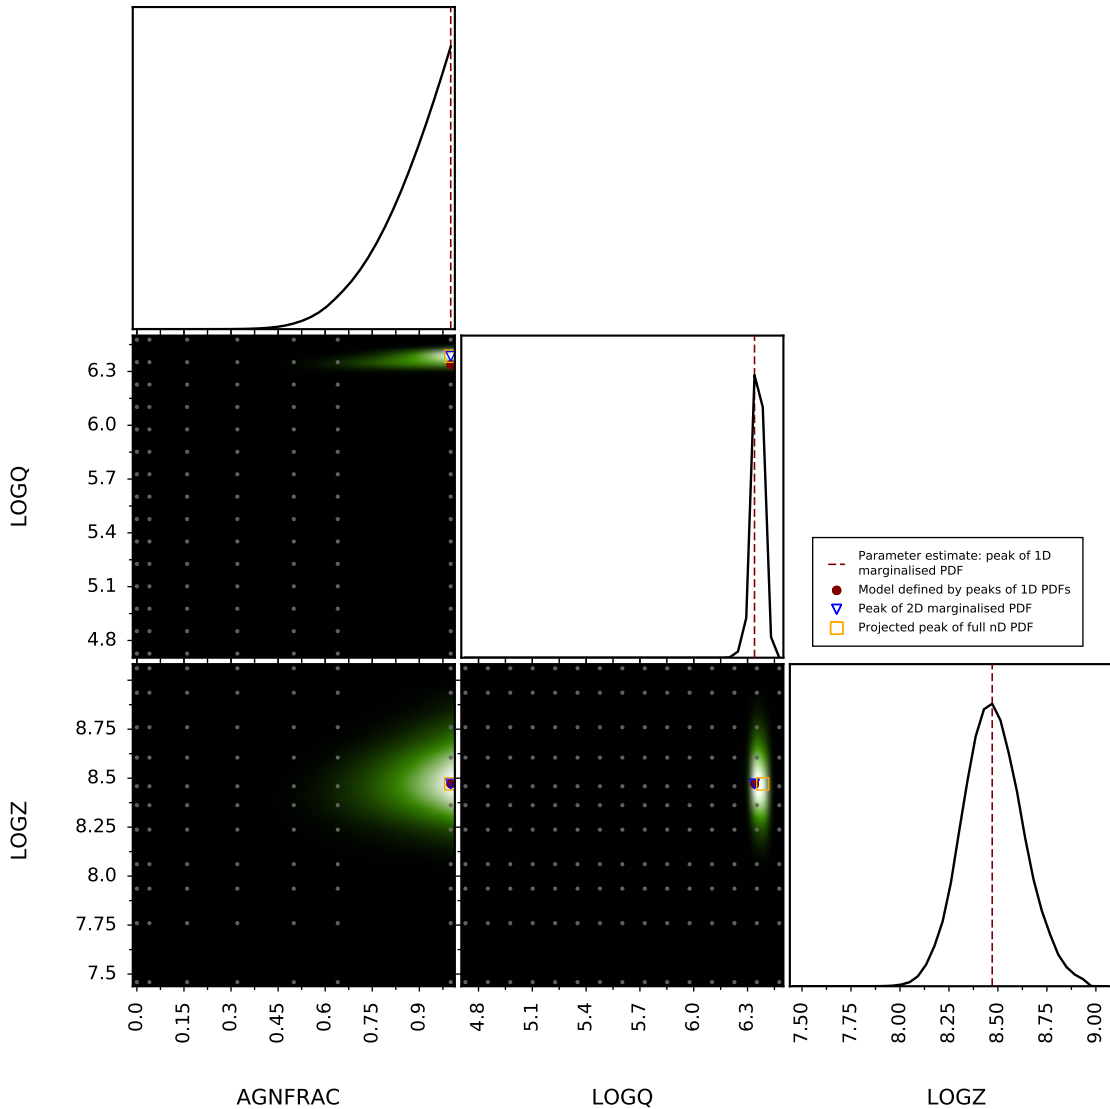 6.3
6.0
5.7
5.4
5.1
4.8
LOGQ
Parameter estimate: peak of 1D
marginalised PDF
Model defined by peaks of 1D PDFs
Peak of 2D marginalised PDF
Projected peak of full nD PDF
8.75
8.5
8.25
8.0
7.75
7.5
LOGZ
0.0 0.15 0.3 0.45 0.6 0.75 0.9
4.8 5.1 5.4 5.7 6.0 6.3
7.50 7.75 8.00 8.25 8.50 8.75 9.00
AGNFRAC
LOGQ
LOGZ